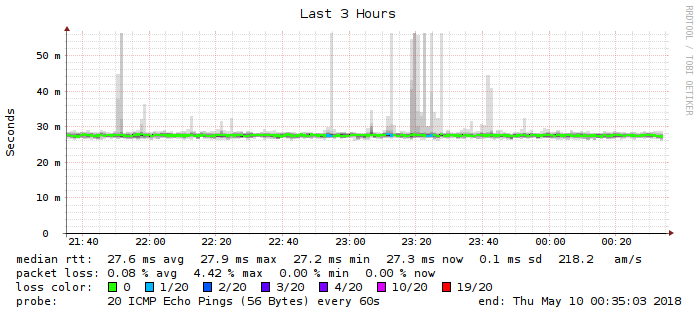 Last 3 Hours
RRDTOOL / TOBI OETIKER
Seconds
50 m
40 m
30 m
20 m
10 m
0
21:40 22:00 22:20 22:40 23:00 23:20 23:40 00:00 00:20
median rtt: 27.6 ms avg 27.9 ms max 27.2 ms min 27.3 ms now 0.1 ms sd 218.2 am/s
packet loss: 0.08 % avg 4.42 % max 0.00 % min 0.00 % now
loss color: 0 1/20 2/20 3/20 4/20 10/20 19/20
probe: 20 ICMP Echo Pings (56 Bytes) every 60s end: Thu May 10 00:35:03 2018